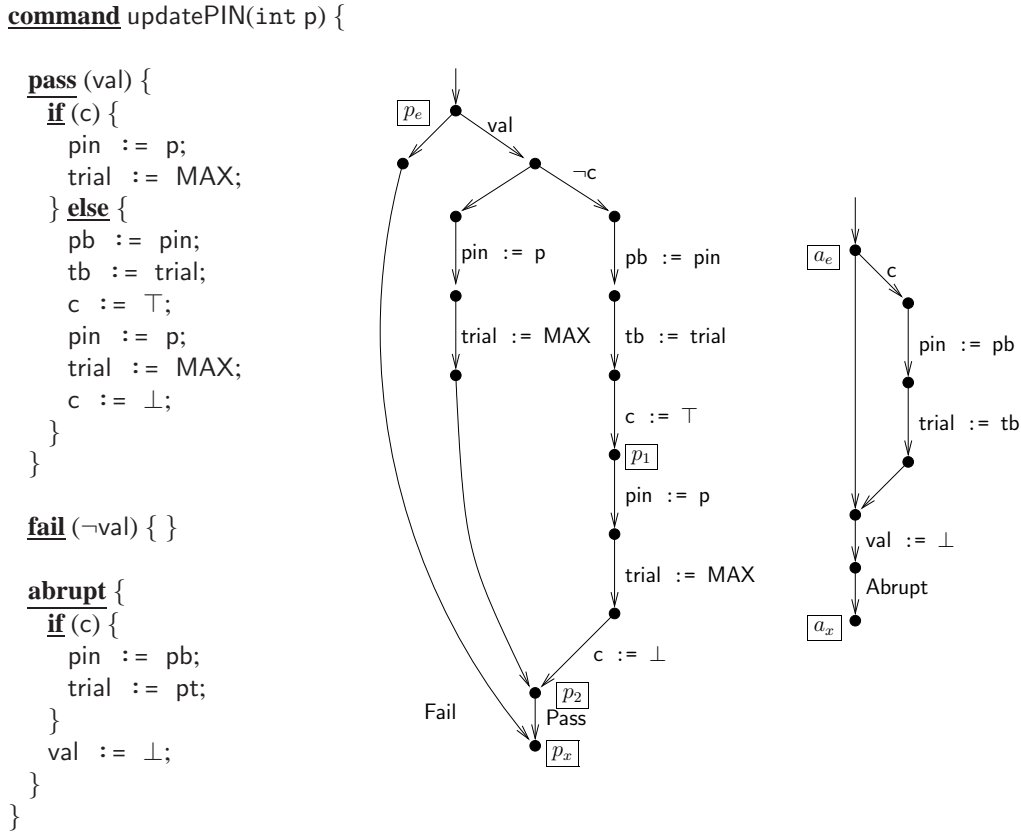 command updatePIN(int p) {
pass (val) {
if (c) {
pin := p;
trial := MAX;
} else {
pb := pin;
tb := trial;
c := ⊤;
pin := p;
trial := MAX;
c := ⊥;
}
}
fail (¬val) { }
abrupt {
if (c) {
pin := pb;
trial := pt;
}
val := ⊥;
}
}
p_e
val
¬c
pin := p
pb := pin
trial := MAX
tb := trial
c := ⊤
p_1
pin := p
trial := MAX
c := ⊥
p_2
Fail
Pass
p_x
a_e
c
pin := pb
trial := tb
val := ⊥
Abrupt
a_x